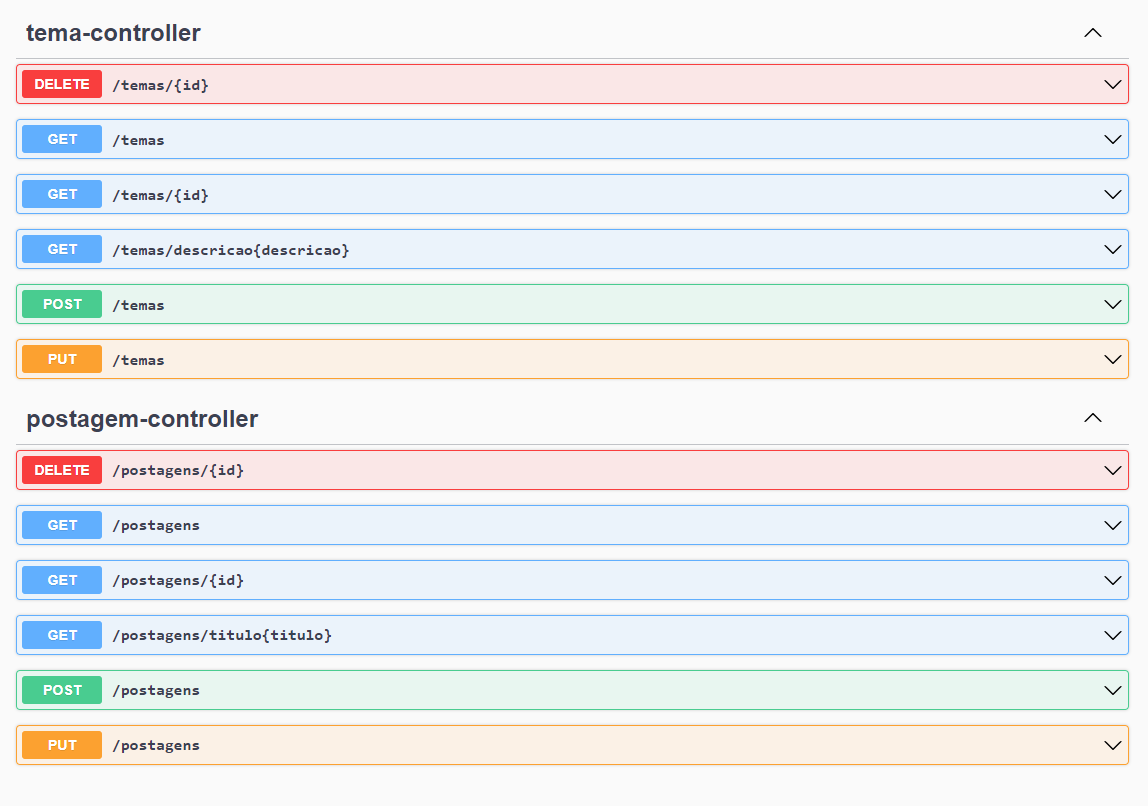 tema-controller
DELETE /temas/{id}
GET /temas
GET /temas/{id}
GET /temas/descricao{descricao}
POST /temas
PUT /temas
postagem-controller
DELETE /postagens/{id}
GET /postagens
GET /postagens/{id}
GET /postagens/titulo{titulo}
POST /postagens
PUT /postagens